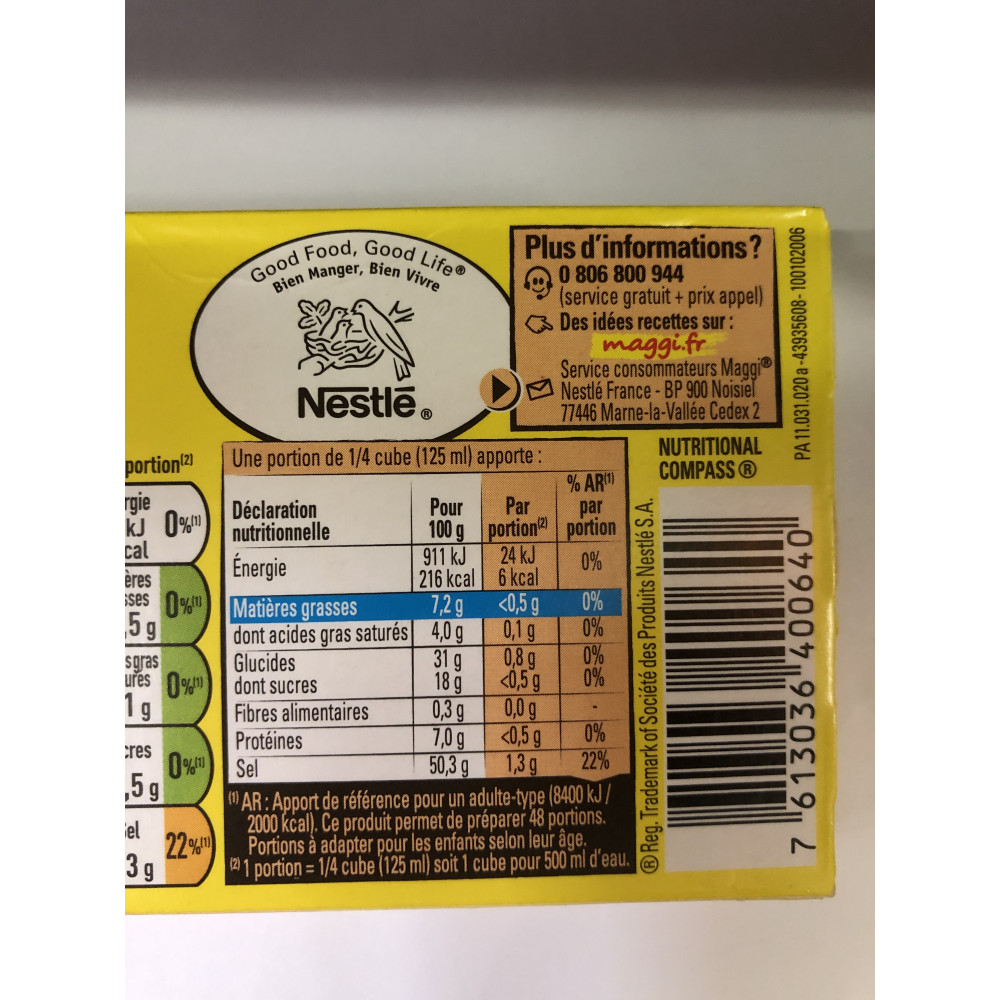 Good Food, Good Life®
Bien Manger, Bien Vivre
Nestlé®
Plus d'informations?
0 806 800 944
(service gratuit + prix appel)
Des idées recettes sur :
maggi.fr
Service consommateurs Maggi®
Nestlé France - BP 900 Noisiel
77446 Marne-la-Vallée Cedex 2
PA 11.031.020 a - 43935608 - 100102006
NUTRITIONAL
COMPASS ®
portion(2)
kJ 0%(1)
0%(1)
,5 g
0%(1)
1 g
0%(1)
,5 g
22%(1)
3 g
Une portion de 1/4 cube (125 ml) apporte :
Déclaration nutritionnelle Pour 100 g Par portion(2) % AR(1) par portion
Énergie 911 kJ 216 kcal 24 kJ 6 kcal 0%
Matières grasses 7,2 g <0,5 g 0%
dont acides gras saturés 4,0 g 0,1 g 0%
Glucides 31 g 0,8 g 0%
dont sucres 18 g <0,5 g 0%
Fibres alimentaires 0,3 g 0,0 g -
Protéines 7,0 g <0,5 g 0%
Sel 50,3 g 1,3 g 22%
(1) AR : Apport de référence pour un adulte-type (8400 kJ /
2000 kcal). Ce produit permet de préparer 48 portions.
Portions à adapter pour les enfants selon leur âge.
(2) 1 portion = 1/4 cube (125 ml) soit 1 cube pour 500 ml d'eau.
® Reg. Trademark of Société des Produits Nestlé S.A.
7 613036 400640